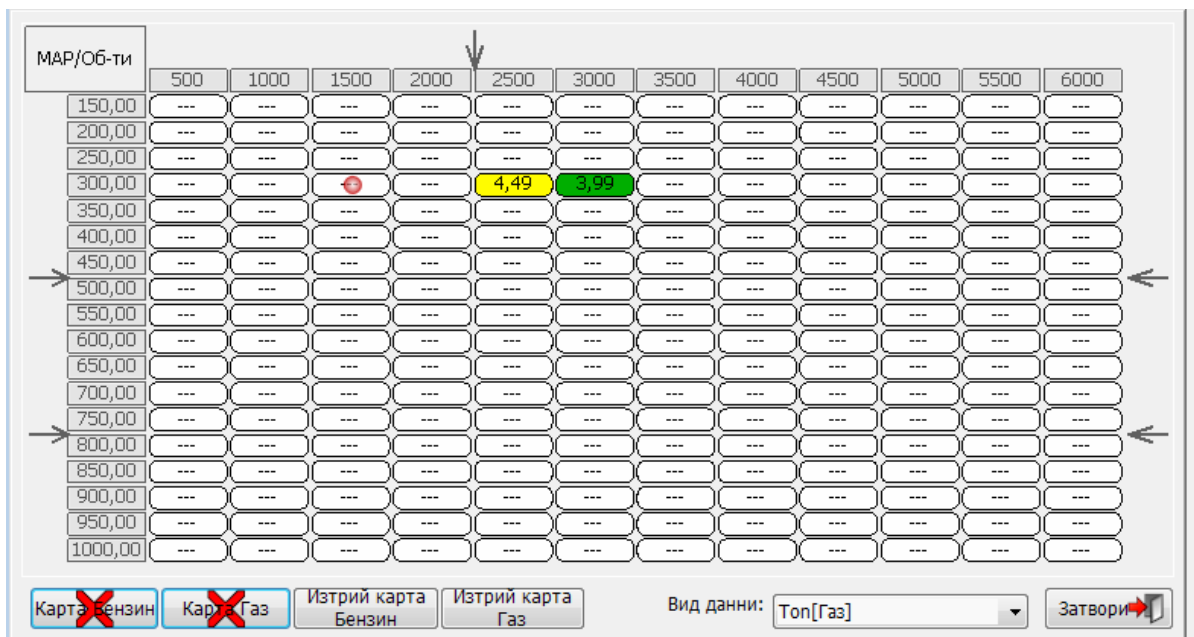 МАР/Об-ти
500 1000 1500 2000 2500 3000 3500 4000 4500 5000 5500 6000
150,00 --- --- --- --- --- --- --- --- --- --- --- ---
200,00 --- --- --- --- --- --- --- --- --- --- --- ---
250,00 --- --- --- --- --- --- --- --- --- --- --- ---
300,00 --- --- --- 4,49 3,99 --- --- --- --- --- ---
350,00 --- --- --- --- --- --- --- --- --- --- --- ---
400,00 --- --- --- --- --- --- --- --- --- --- --- ---
450,00 --- --- --- --- --- --- --- --- --- --- --- ---
500,00 --- --- --- --- --- --- --- --- --- --- --- ---
550,00 --- --- --- --- --- --- --- --- --- --- --- ---
600,00 --- --- --- --- --- --- --- --- --- --- --- ---
650,00 --- --- --- --- --- --- --- --- --- --- --- ---
700,00 --- --- --- --- --- --- --- --- --- --- --- ---
750,00 --- --- --- --- --- --- --- --- --- --- --- ---
800,00 --- --- --- --- --- --- --- --- --- --- --- ---
850,00 --- --- --- --- --- --- --- --- --- --- --- ---
900,00 --- --- --- --- --- --- --- --- --- --- --- ---
950,00 --- --- --- --- --- --- --- --- --- --- --- ---
1000,00 --- --- --- --- --- --- --- --- --- --- --- ---
Карта Бензин Карта Газ Изтрий карта Бензин Изтрий карта Газ Вид данни: Ton[Газ] Затвори